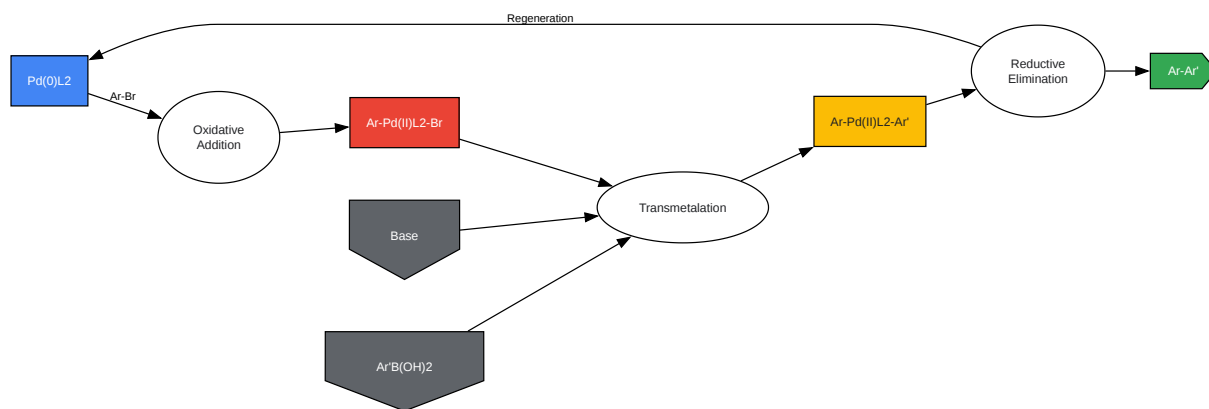 Regeneration
Pd(0)L2
Ar-Br
Oxidative
Addition
Ar-Pd(II)L2-Br
Base
Ar'B(OH)2
Transmetalation
Ar-Pd(II)L2-Ar'
Reductive
Elimination
Ar-Ar'